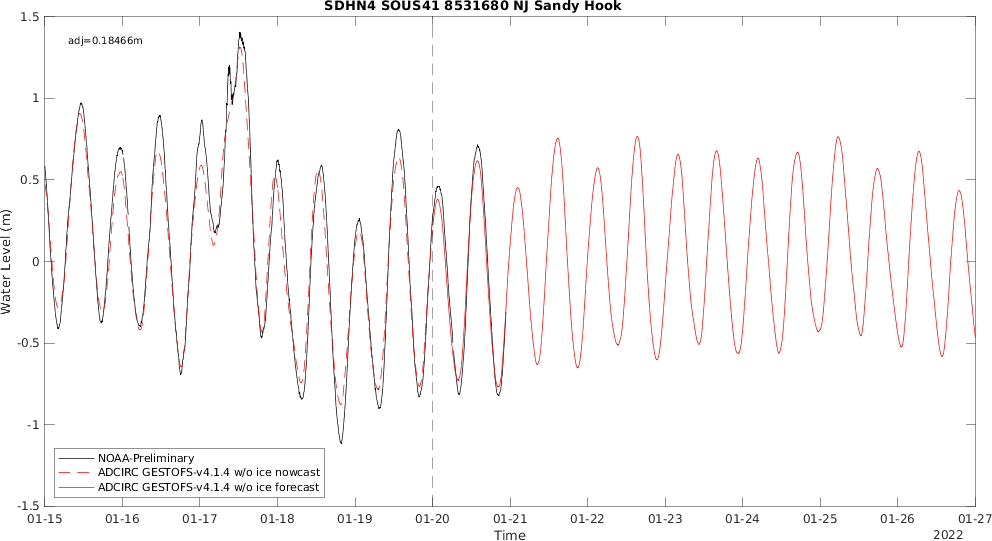 SDHN4 SOUS41 8531680 NJ Sandy Hook
1.5
adj=0.18466m
1
0.5
0
-0.5
-1
-1.5
Water Level (m)
NOAA-Preliminary
ADCIRC GESTOFS-v4.1.4 w/o ice nowcast
ADCIRC GESTOFS-v4.1.4 w/o ice forecast
01-15 01-16 01-17 01-18 01-19 01-20 01-21 01-22 01-23 01-24 01-25 01-26 01-27
Time
2022